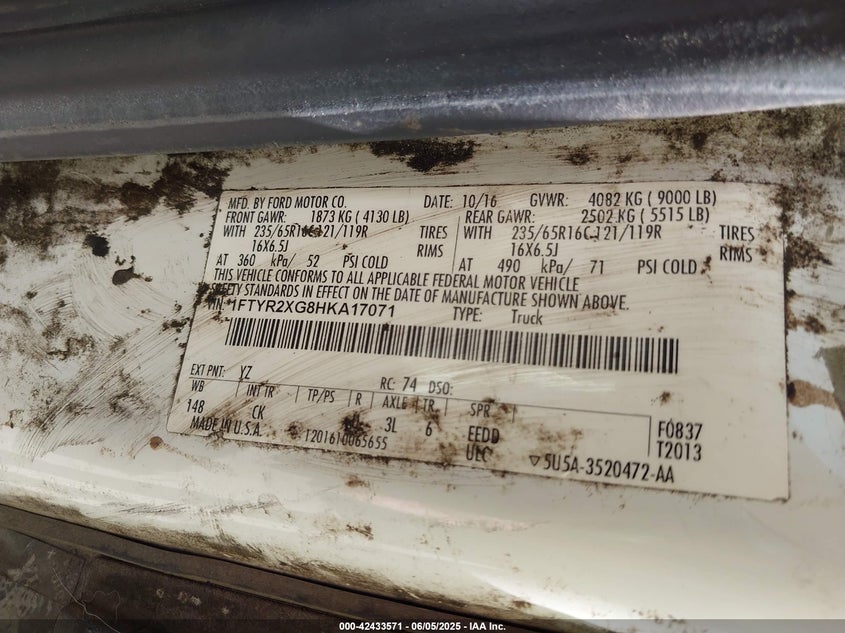 MFD. BY FORD MOTOR CO. DATE: 10/16 GVWR: 4082 KG ( 9000 LB)
FRONT GAWR: 1873 KG ( 4130 LB) REAR GAWR: 2502 KG ( 5515 LB)
WITH 235/65R16C 121/119R TIRES WITH 235/65R16C 121/119R TIRES
16X6.5J RIMS 16X6.5J RIMS
AT 360 kPa/ 52 PSI COLD AT 490 kPa/ 71 PSI COLD
THIS VEHICLE CONFORMS TO ALL APPLICABLE FEDERAL MOTOR VEHICLE
SAFETY STANDARDS IN EFFECT ON THE DATE OF MANUFACTURE SHOWN ABOVE.
VIN: 1FTYR2XG8HKA17071 TYPE: Truck
EXT PNT: YZ RC: 74 DSO:
WB INT TR TP/PS R AXLE TR SPR
148 CK 3L 6 EEDD F0837
MADE IN U.S.A. 1201610065655 ULC T2013
▽5U5A-3520472-AA
000-42433571 - 06/05/2025 - IAA Inc.